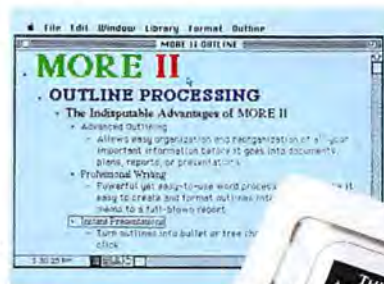 File Edit Window Library Format Outline
MORE II OUTLINE
MORE II
OUTLINE PROCESSING
The Indisputable Advantages of MORE II
Advanced Outlining
Allows easy organization and reorganization of all your
important information before it goes into documents,
plans, reports, or presentations
Professional Writing
Powerful yet easy-to-use word process
easy to create and format outlines int
memo to a full-blown report
Instant Presentations
Turn outlines into bullet or tree ch
click